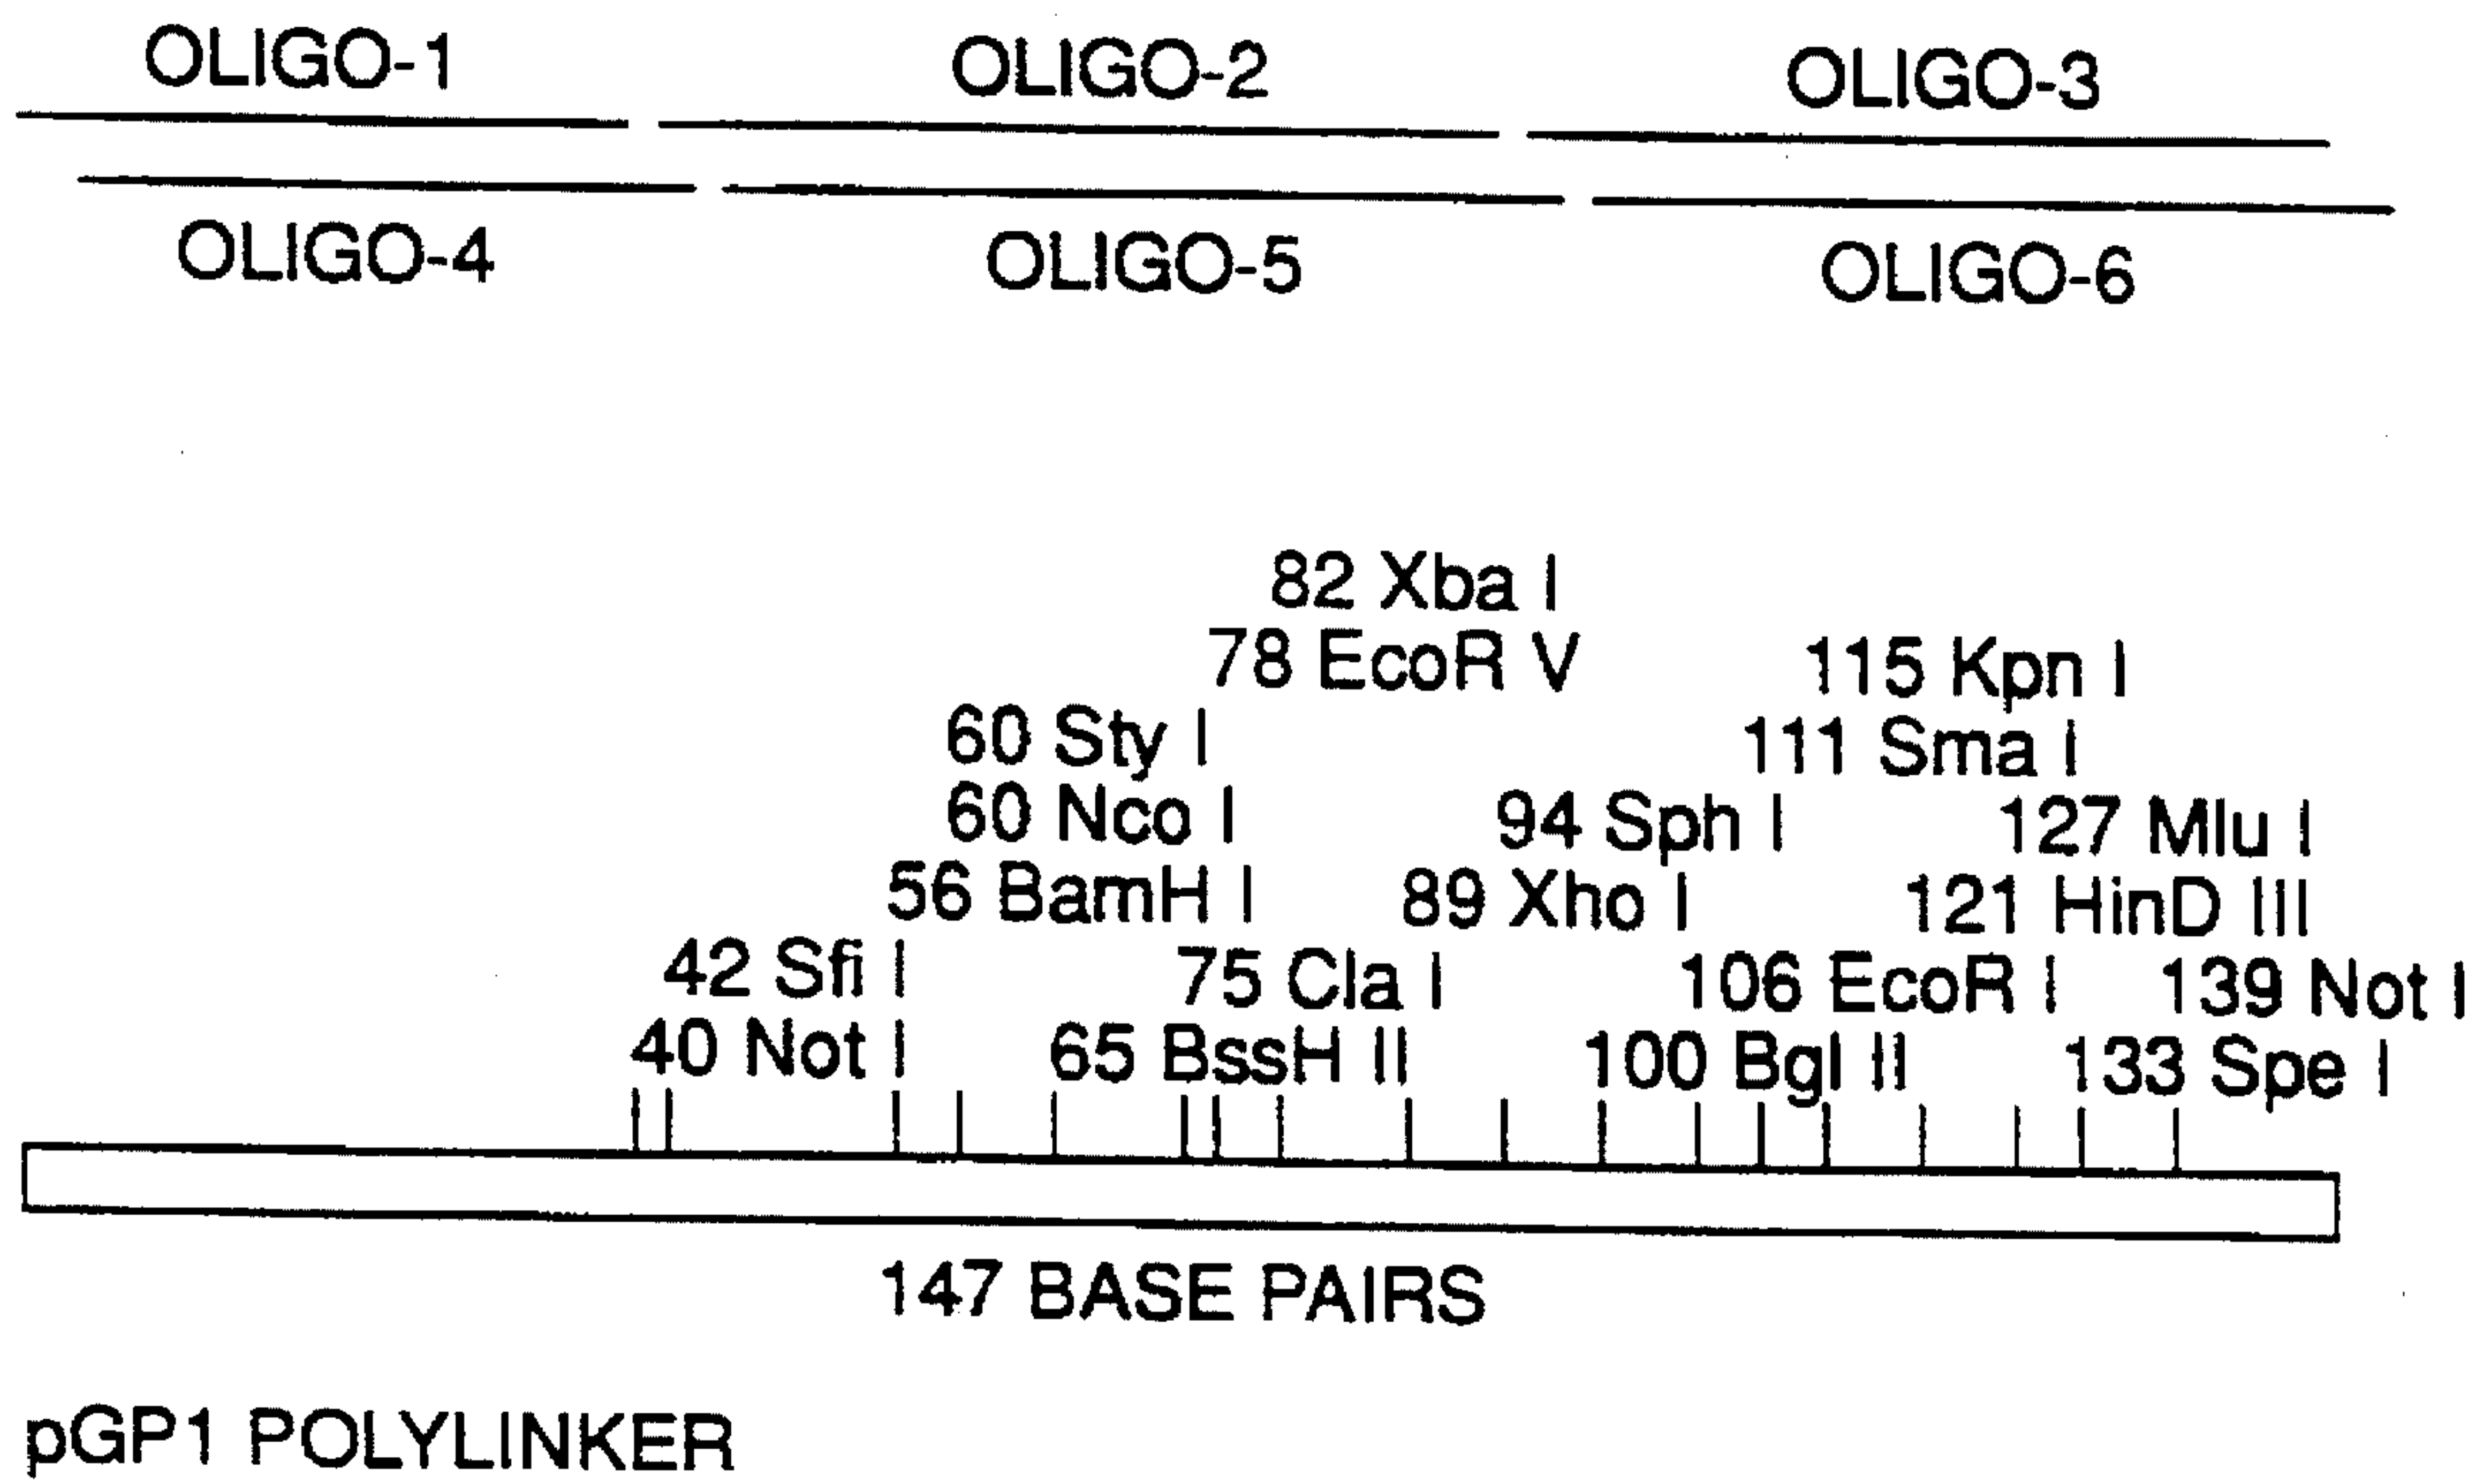 OLIGO-1 OLIGO-2 OLIGO-3
OLIGO-4 OLIGO-5 OLIGO-6
82 Xba I
78 EcoR V 115 Kpn I
60 Sty I 111 Sma I
60 Nco I 94 Sph I 127 Mlu I
56 BamH I 89 Xho I 121 HinD III
42 Sfi I 75 Cla I 106 EcoR I 139 Not I
40 Not I 65 BssH II 100 Bgl II 133 Spe I
147 BASE PAIRS
pGP1 POLYLINKER